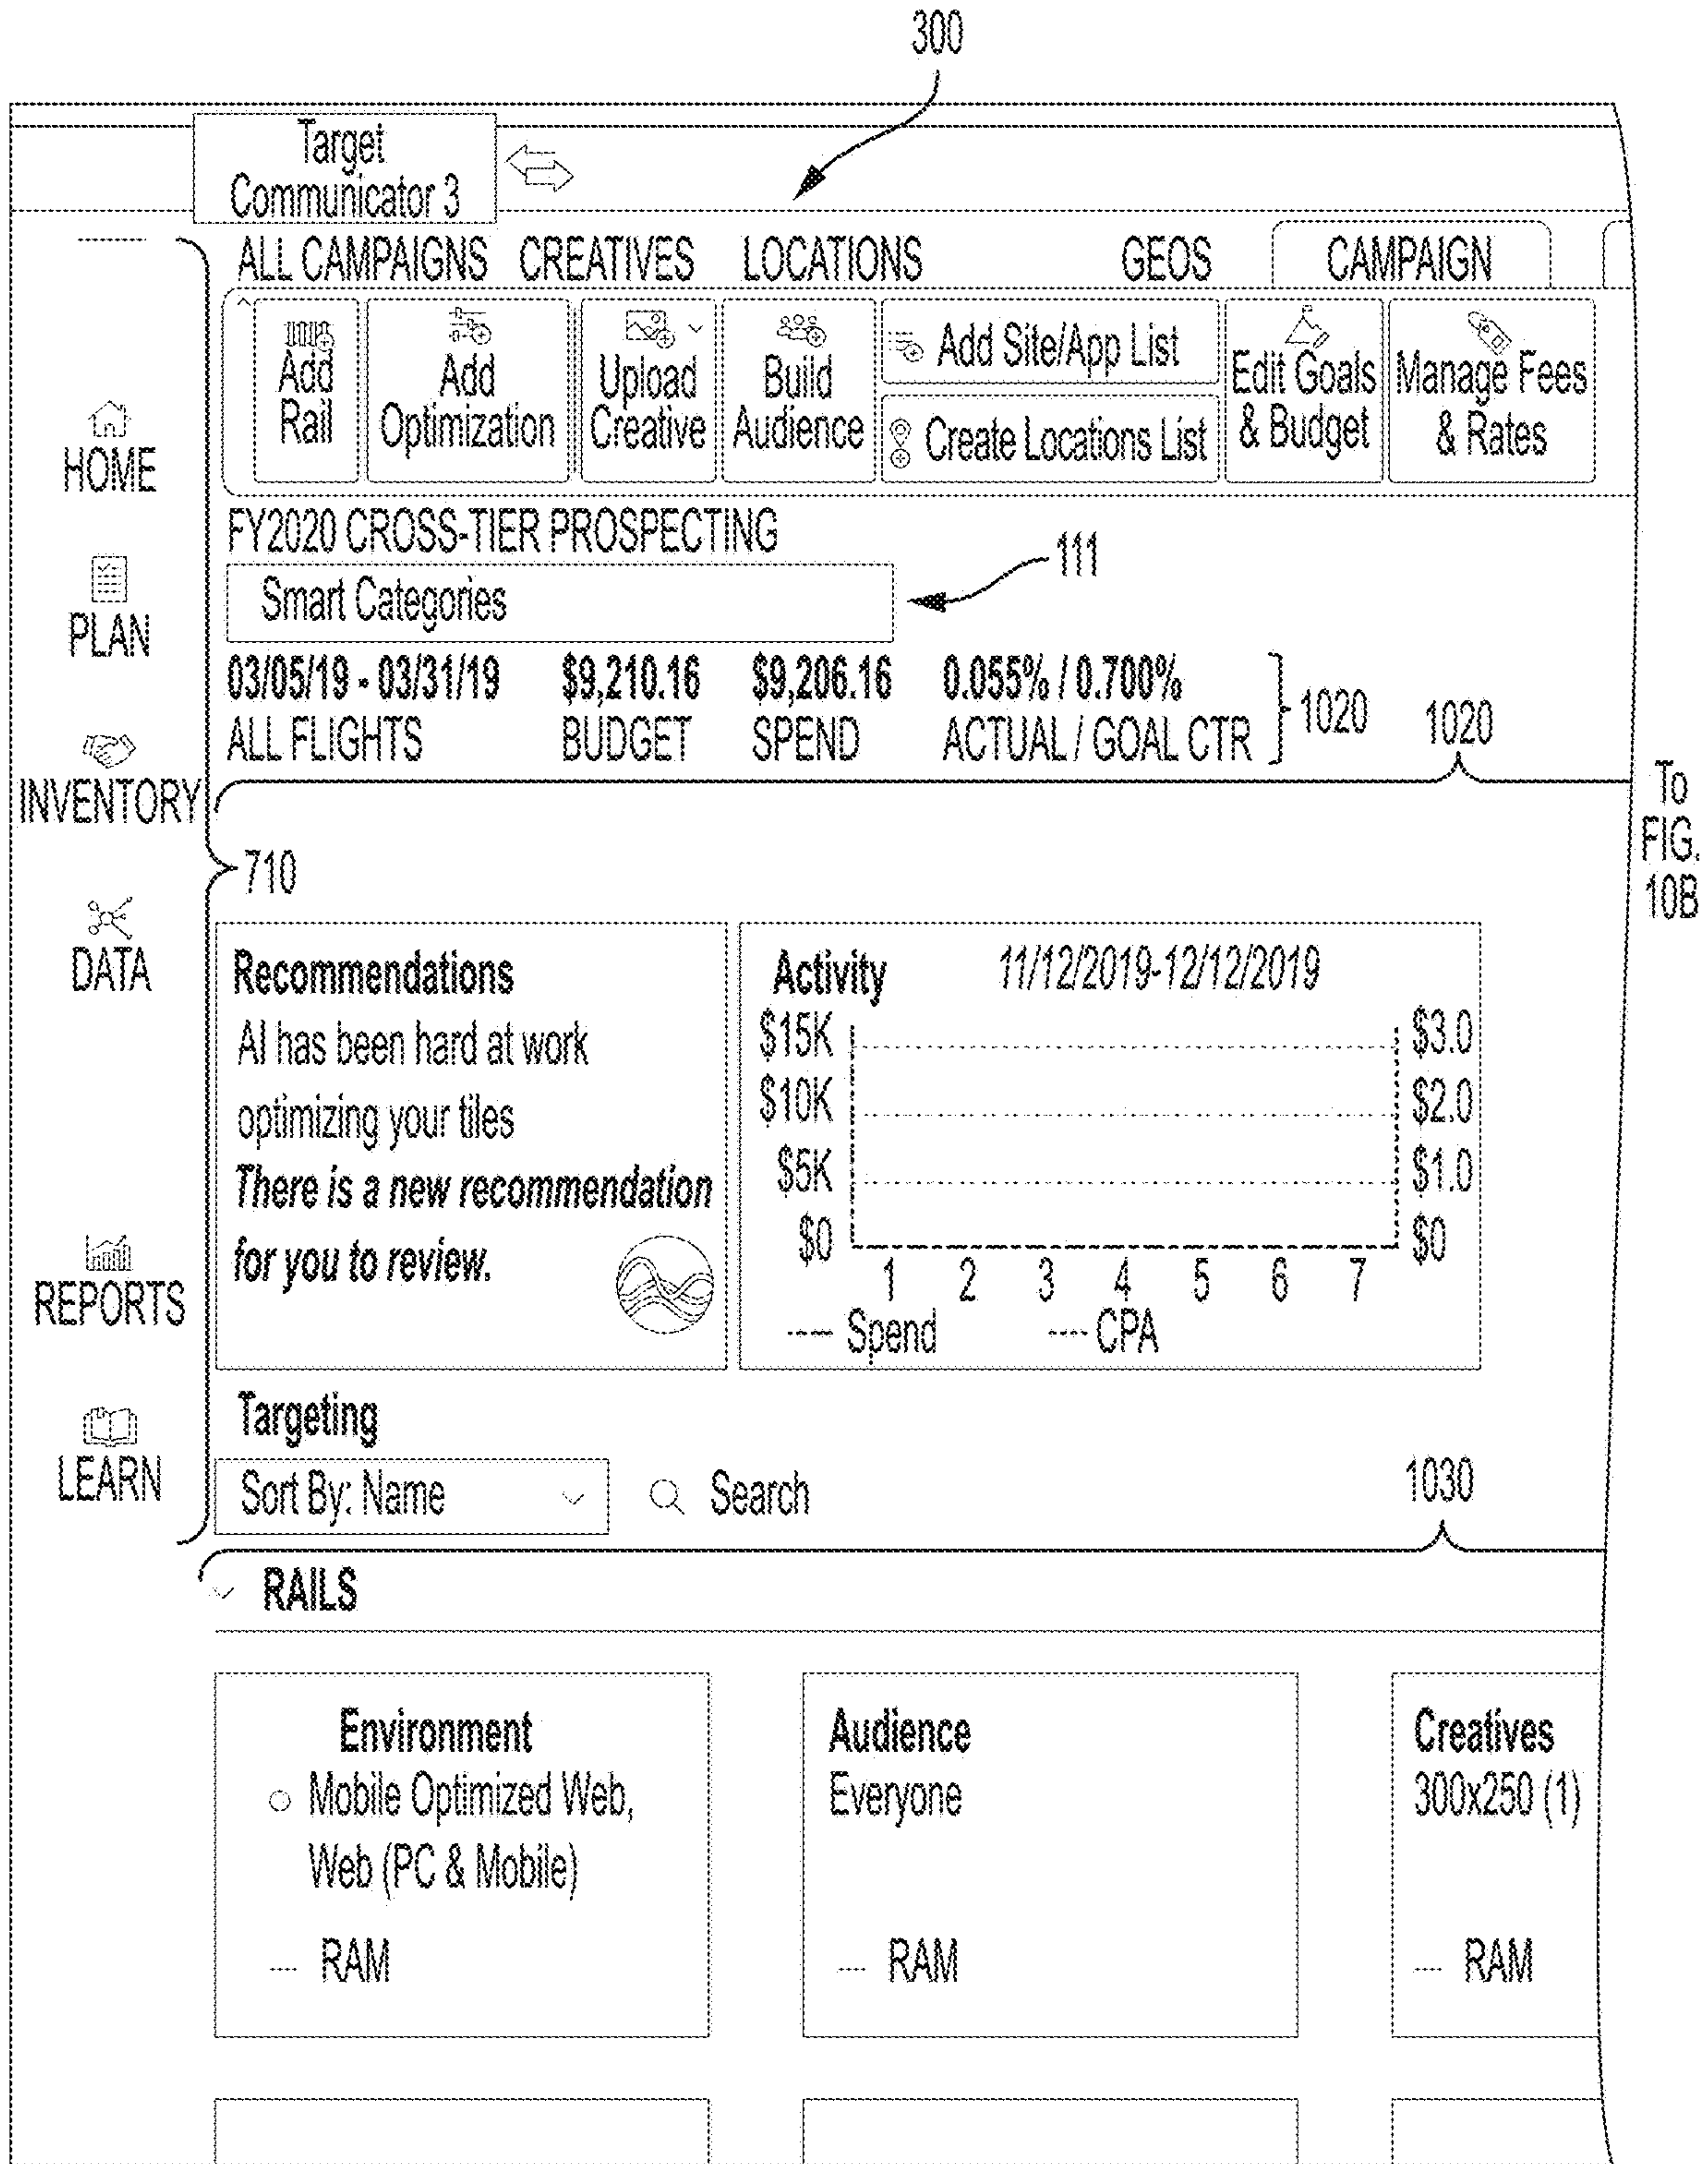 300
Target
Communicator 3
ALL CAMPAIGNS CREATIVES LOCATIONS GEOS CAMPAIGN
Add
Rail
Add
Optimization
Upload
Creative
Build
Audience
Add Site/App List
Create Locations List
Edit Goals
& Budget
Manage Fees
& Rates
HOME
PLAN
INVENTORY
DATA
REPORTS
LEARN
710
FY2020 CROSS-TIER PROSPECTING
Smart Categories
111
03/05/19 - 03/31/19 $9,210.16 $9,206.16 0.055% / 0.700%
ALL FLIGHTS BUDGET SPEND ACTUAL / GOAL CTR
1020
1020
To
FIG.
10B
Recommendations
AI has been hard at work
optimizing your tiles
There is a new recommendation
for you to review.
Activity 11/12/2019-12/12/2019
$15K $3.0
$10K $2.0
$5K $1.0
$0 $0
1 2 3 4 5 6 7
Spend CPA
Targeting
Sort By: Name Search
1030
RAILS
Environment
Mobile Optimized Web,
Web (PC & Mobile)
RAM
Audience
Everyone
RAM
Creatives
300x250 (1)
RAM